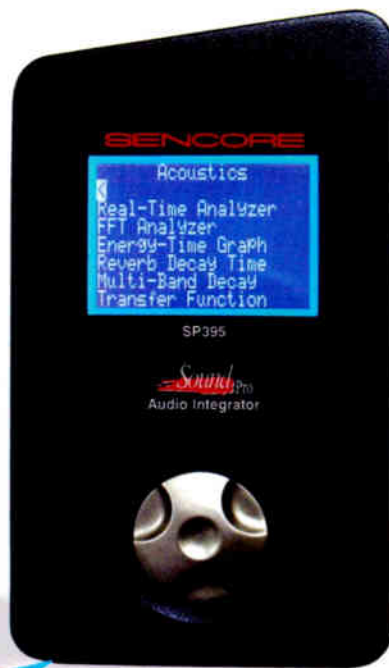 SENCORE
Acoustics
<
Real-Time Analyzer
FFT Analyzer
Energy-Time Graph
Reverb Decay Time
Multi-Band Decay
Transfer Function
SP395
Sound Pro
Audio Integrator